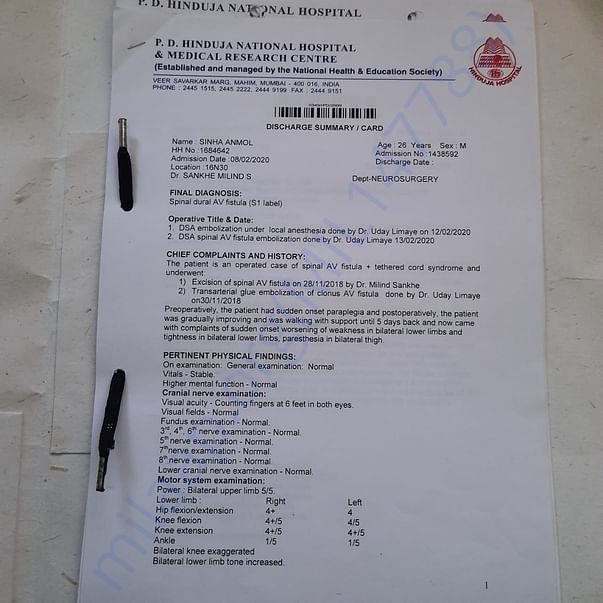 P. D. HINDUJA NATIONAL HOSPITAL
P. D. HINDUJA NATIONAL HOSPITAL
& MEDICAL RESEARCH CENTRE
(Established and managed by the National Health & Education Society)
VEER SAVARKAR MARG, MAHIM, MUMBAI - 400 016, INDIA
PHONE : 2445 1515, 2445 2222, 2444 9199 FAX : 2444 9151
HINDUJA HOSPITAL
DISCHARGE SUMMARY / CARD
Name : SINHA ANMOL Age : 26 Years Sex : M
HH No : 1684642 Admission No : 1438592
Admission Date : 08/02/2020 Discharge Date :
Location : 16N30
Dr. SANKHE MILIND S Dept-NEUROSURGERY
FINAL DIAGNOSIS:
Spinal dural AV fistula (S1 label)
Operative Title & Date:
1. DSA embolization under local anesthesia done by Dr. Uday Limaye on 12/02/2020
2. DSA spinal AV fistula embolization done by Dr. Uday Limaye 13/02/2020
CHIEF COMPLAINTS AND HISTORY:
The patient is an operated case of spinal AV fistula + tethered cord syndrome and
underwent:
1) Excision of spinal AV fistula on 28/11/2018 by Dr. Milind Sankhe
2) Transarterial glue embolization of clonus AV fistula done by Dr. Uday Limaye
on30/11/2018
Preoperatively, the patient had sudden onset paraplegia and postoperatively, the patient
was gradually improving and was walking with support until 5 days back and now came
with complaints of sudden onset worsening of weakness in bilateral lower limbs and
tightness in bilateral lower limbs, paresthesia in bilateral thigh.
PERTINENT PHYSICAL FINDINGS:
On examination: General examination: Normal
Vitals - Stable.
Higher mental function - Normal
Cranial nerve examination:
Visual acuity - Counting fingers at 6 feet in both eyes.
Visual fields - Normal
Fundus examination - Normal.
3rd, 4th, 6th nerve examination - Normal.
5th nerve examination - Normal.
7th nerve examination - Normal.
8th nerve examination - Normal.
Lower cranial nerve examination - Normal.
Motor system examination:
Power : Bilateral upper limb 5/5.
Lower limb : Right Left
Hip flexion/extension 4+ 4
Knee flexion 4+/5 4/5
Knee extension 4+/5 4+/5
Ankle 1/5 1/5
Bilateral knee exaggerated
Bilateral lower limb tone increased.
1